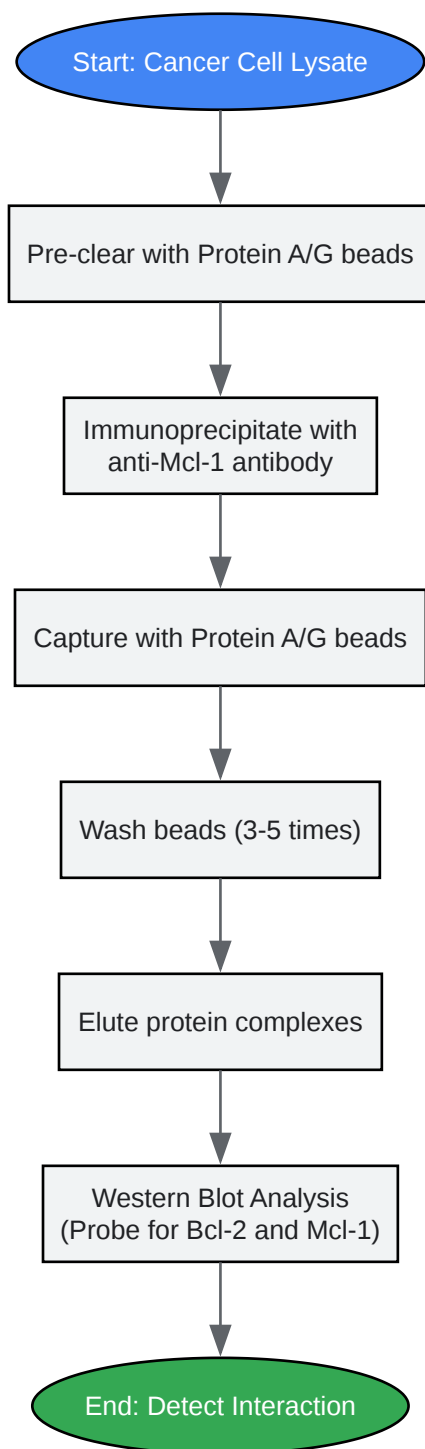 Start: Cancer Cell Lysate
Pre-clear with Protein A/G beads
Immunoprecipitate with
anti-Mcl-1 antibody
Capture with Protein A/G beads
Wash beads (3-5 times)
Elute protein complexes
Western Blot Analysis
(Probe for Bcl-2 and Mcl-1)
End: Detect Interaction